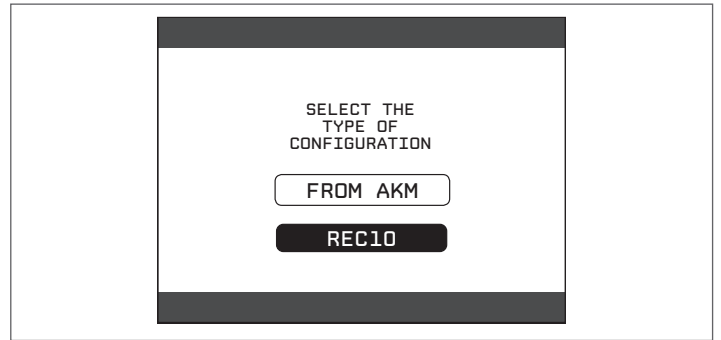 SELECT THE
TYPE OF
CONFIGURATION
FROM AKM
REC10